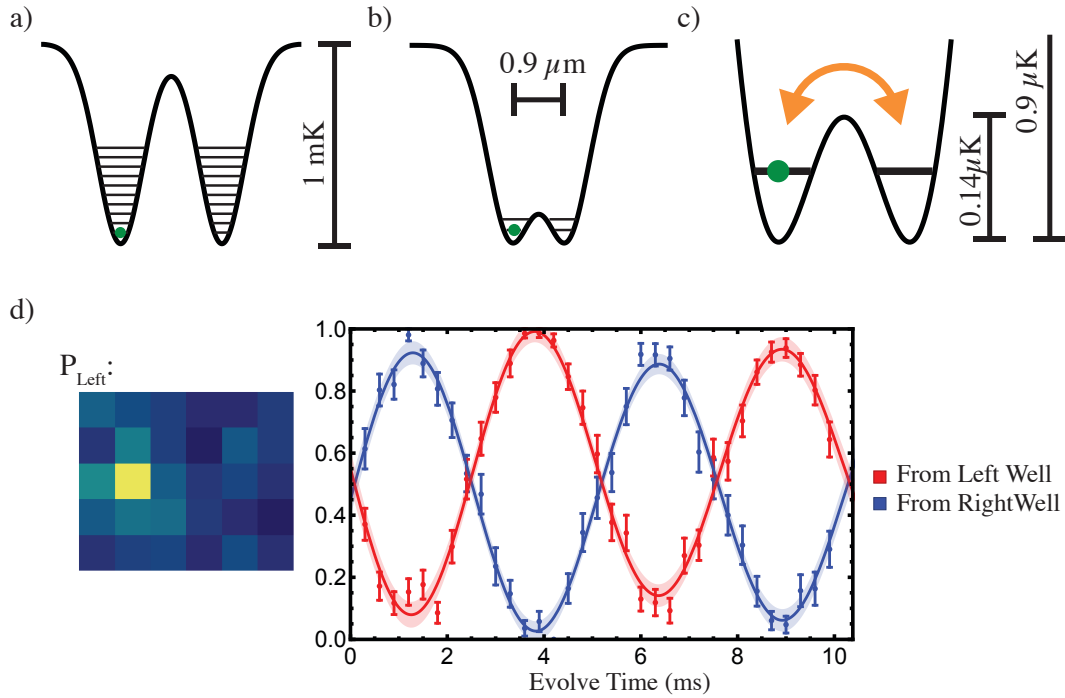 a)
b)
c)
0.9 μm
1 mK
0.14μK
0.9 μK
d)
P_Left:
1.0
0.8
0.6
0.4
0.2
0.0
0
2
4
6
8
10
Evolve Time (ms)
From Left Well
From RightWell